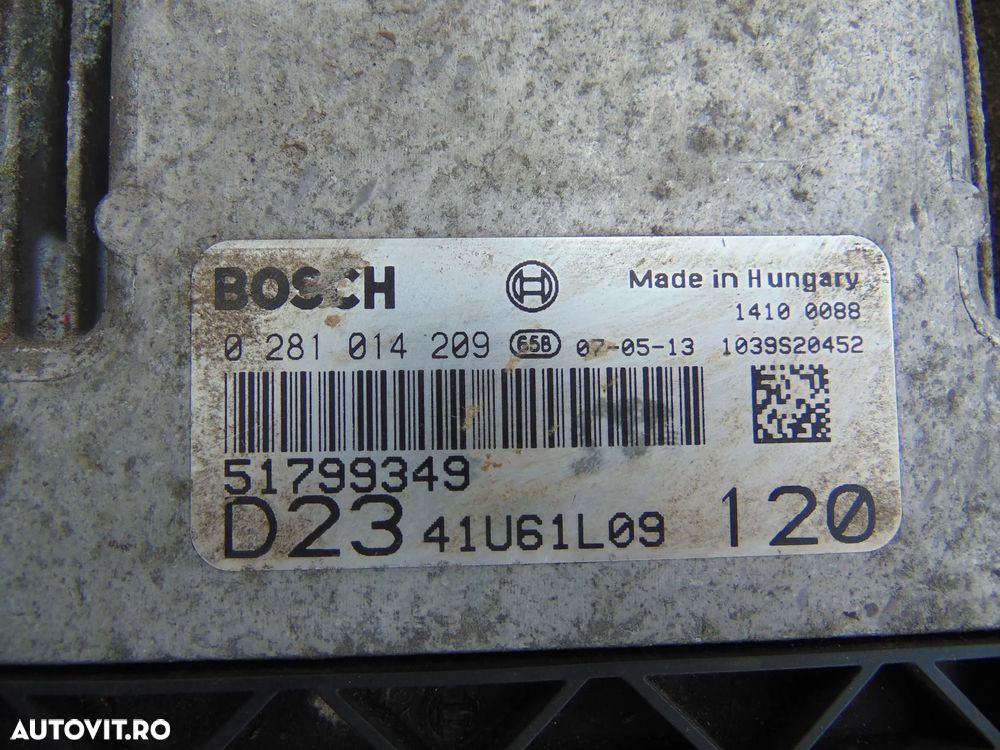 BOSCH
Made in Hungary
1410 0088
0 281 014 209 65B 07-05-13 1039S20452
51799349
D23 41U61L09 120
AUTOVIT.RO